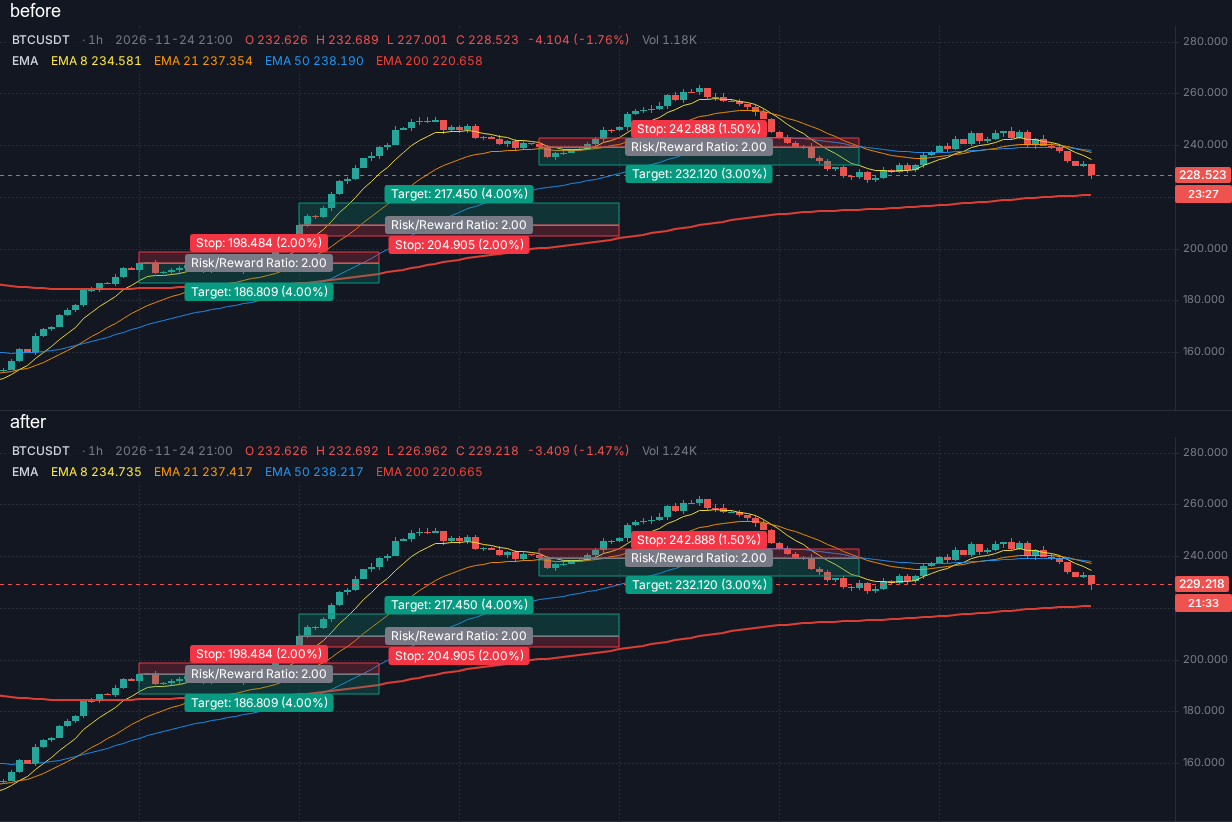 before
BTCUSDT · 1h 2026-11-24 21:00 O 232.626 H 232.689 L 227.001 C 228.523 -4.104 (-1.76%) Vol 1.18K
EMA EMA 8 234.581 EMA 21 237.354 EMA 50 238.190 EMA 200 220.658
280.000
260.000
Stop: 242.888 (1.50%)
240.000
Risk/Reward Ratio: 2.00
Target: 232.120 (3.00%)
228.523
23:27
Target: 217.450 (4.00%)
Risk/Reward Ratio: 2.00
Stop: 198.484 (2.00%)
Stop: 204.905 (2.00%)
200.000
Risk/Reward Ratio: 2.00
Target: 186.809 (4.00%)
180.000
160.000
after
BTCUSDT · 1h 2026-11-24 21:00 O 232.626 H 232.692 L 226.962 C 229.218 -3.409 (-1.47%) Vol 1.24K
EMA EMA 8 234.735 EMA 21 237.417 EMA 50 238.217 EMA 200 220.665
280.000
260.000
Stop: 242.888 (1.50%)
240.000
Risk/Reward Ratio: 2.00
Target: 232.120 (3.00%)
229.218
21:33
Target: 217.450 (4.00%)
Risk/Reward Ratio: 2.00
Stop: 198.484 (2.00%)
Stop: 204.905 (2.00%)
200.000
Risk/Reward Ratio: 2.00
Target: 186.809 (4.00%)
180.000
160.000